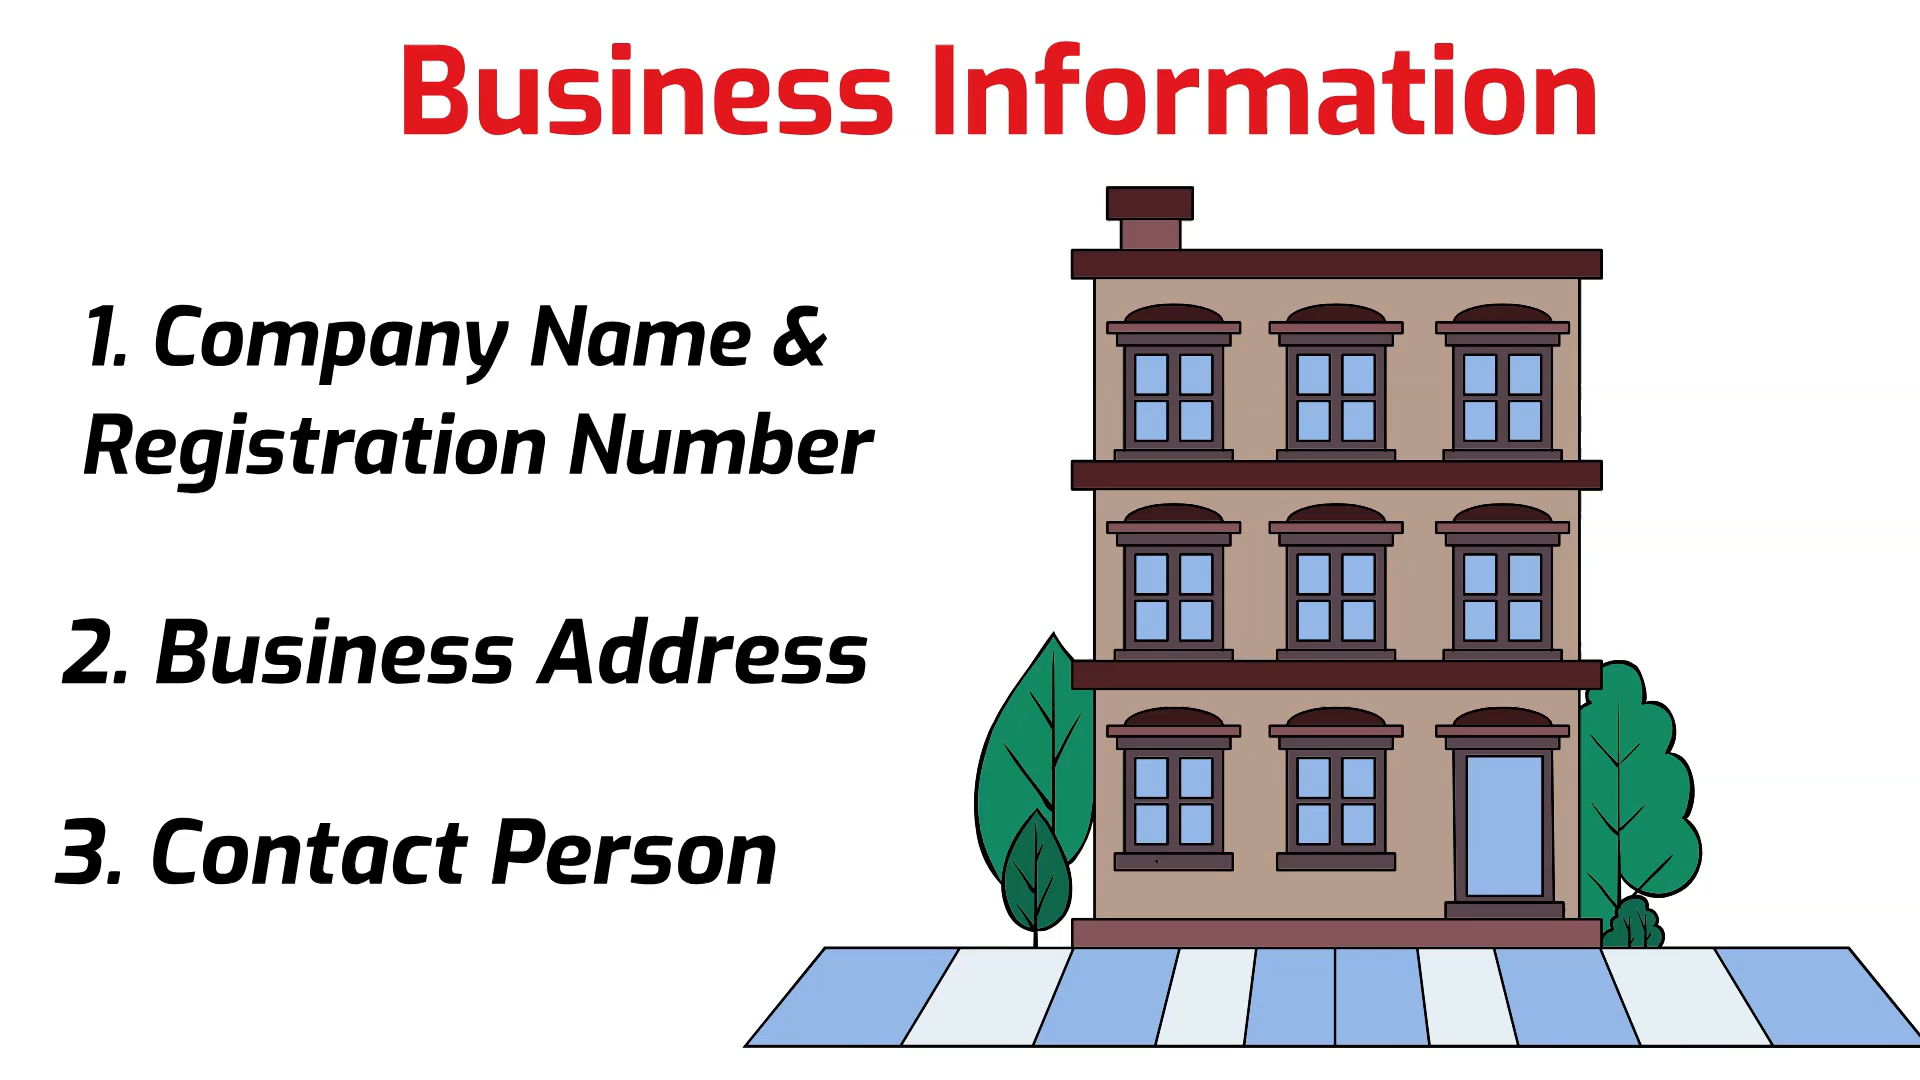 Business Information
1. Company Name &
Registration Number
2. Business Address
3. Contact Person